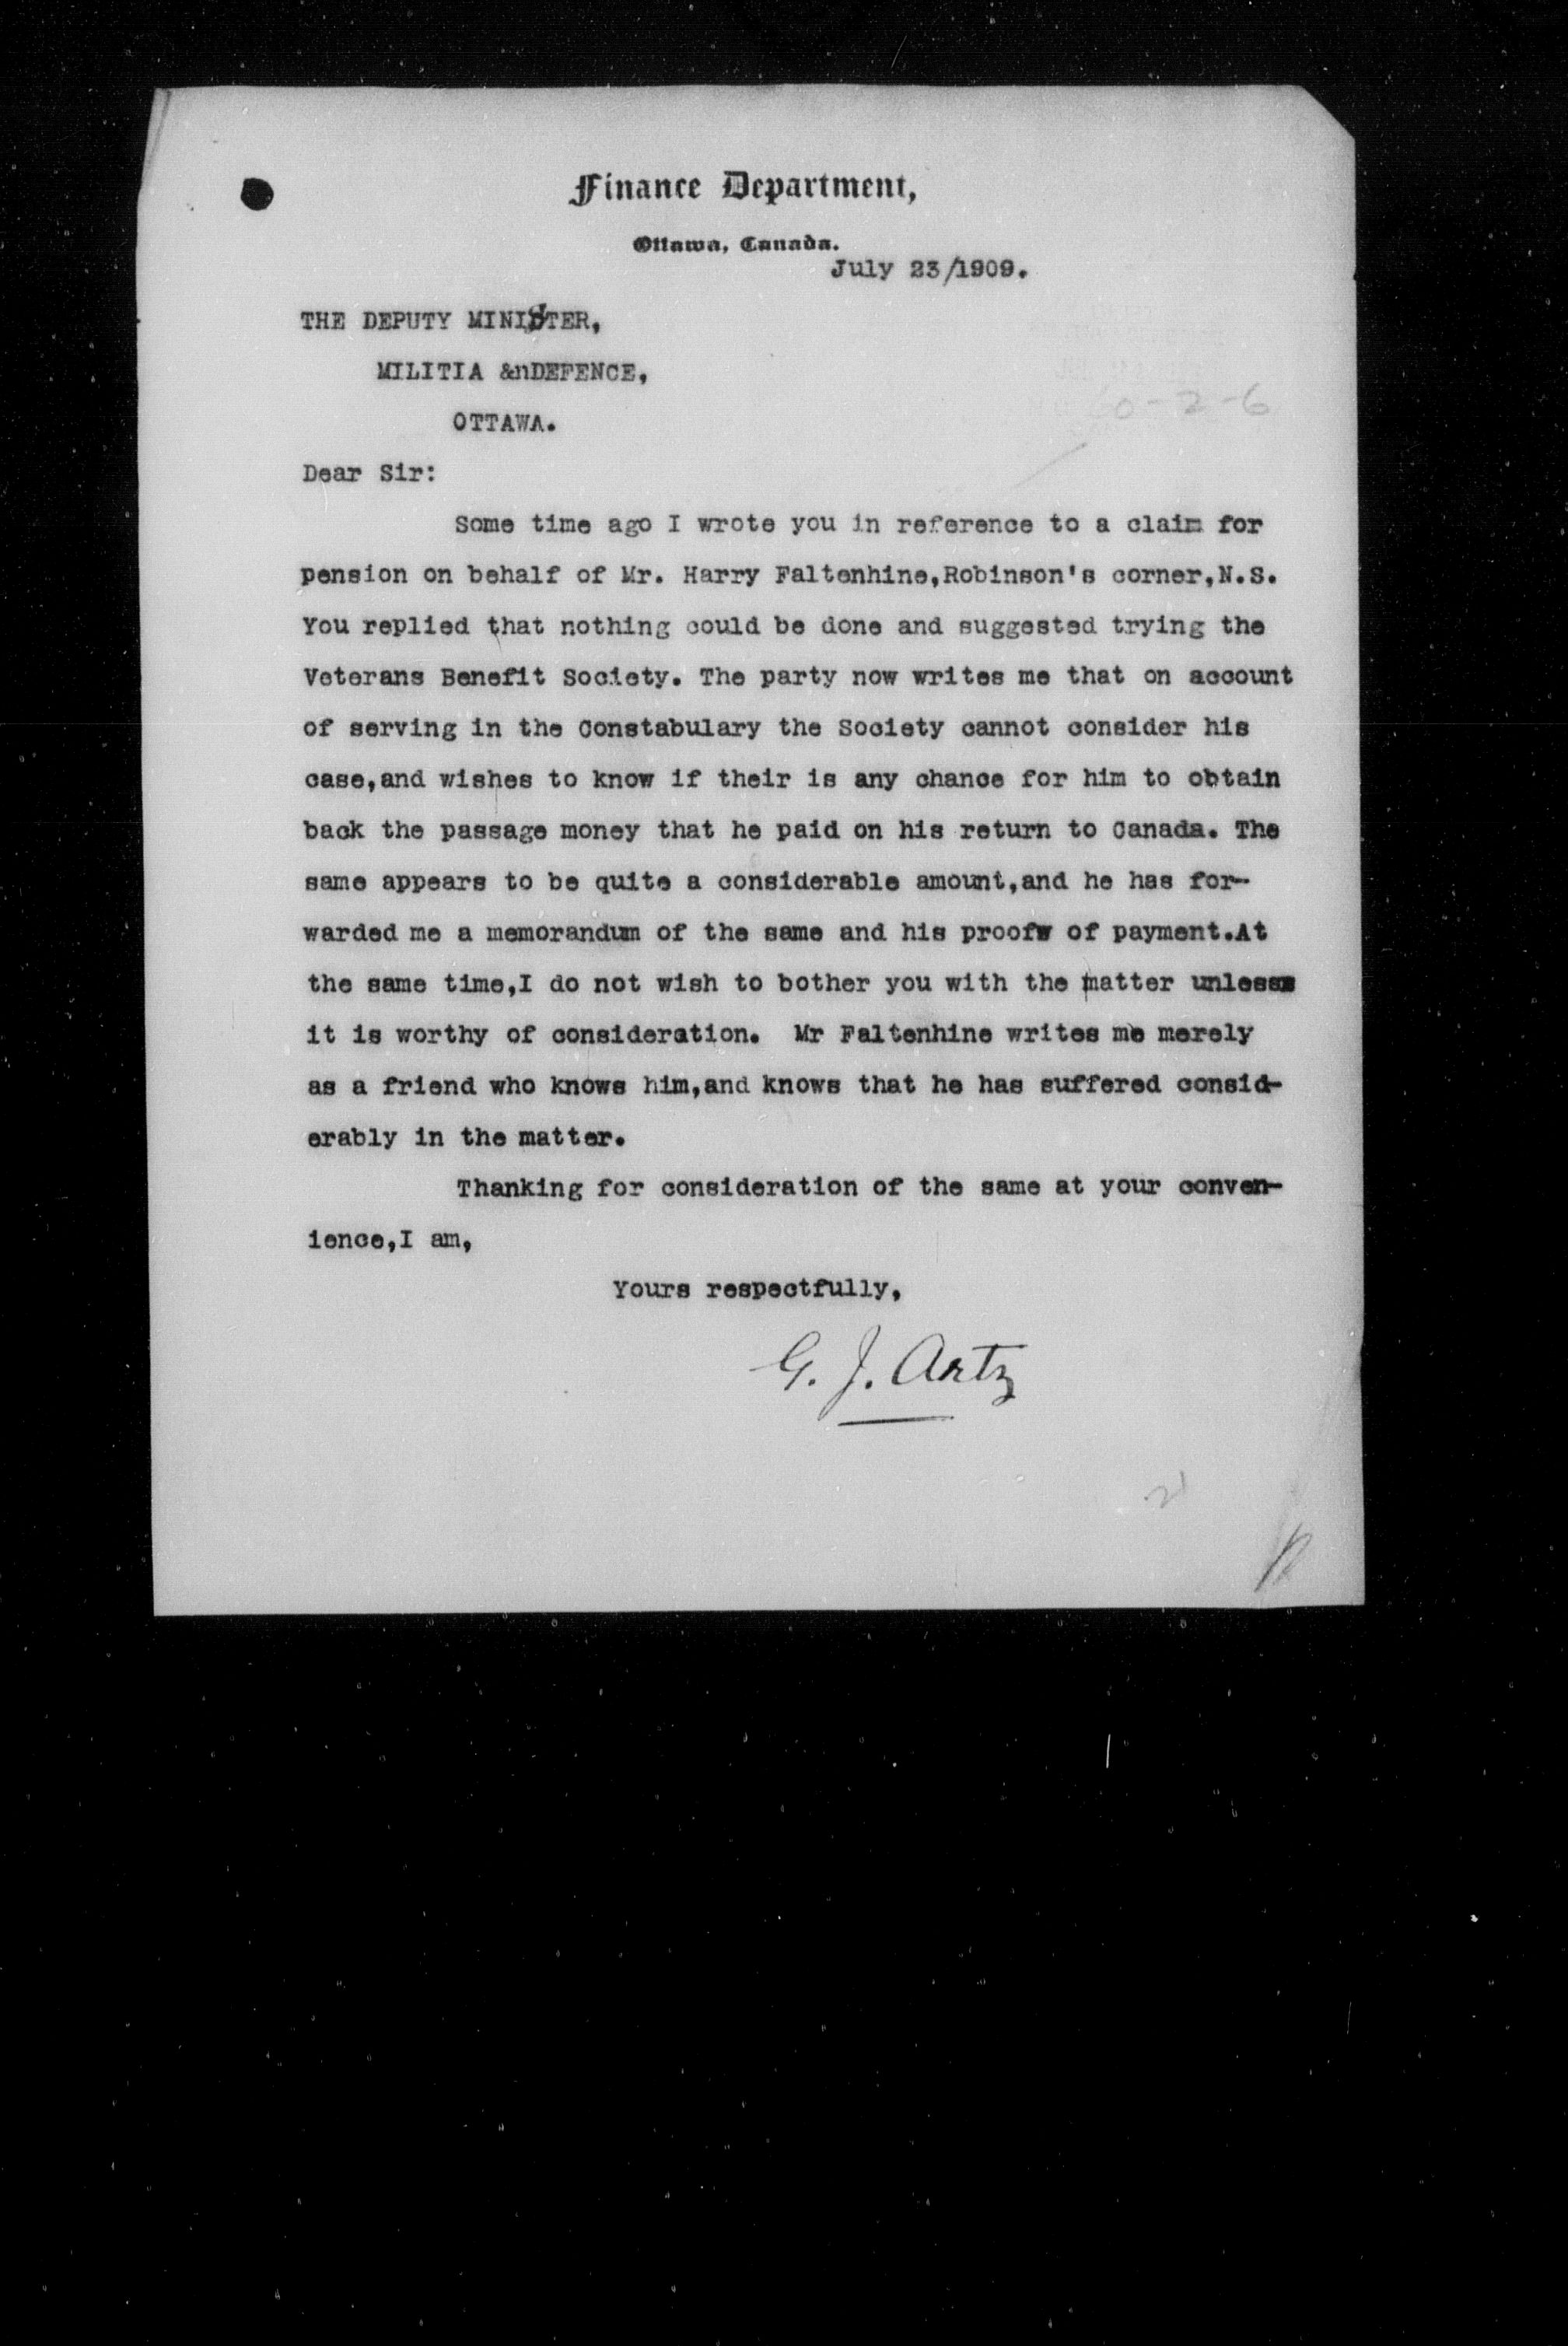 Finance Department,
Ottawa, Canada.
July 23/1909.
THE DEPUTY MINISTER,
MILITIA &nDEFENCE,
60-2-6
OTTAWA.
Dear Sir:
Some time ago I wrote you in reference to a claim for
pension on behalf of Mr. Harry Faltenhine,Robinson's corner,N.S.
You replied that nothing could be done and suggested trying the
Veterans Benefit Society. The party now writes me that on account
of serving in the Constabulary the Society cannot consider his
case,and wishes to know if their is any chance for him to obtain
back the passage money that he paid on his return to Canada. The
same appears to be quite a considerable amount,and he has for-
warded me a memorandum of the same and his proofs of payment.At
the same time,I do not wish to bother you with the matter unless
it is worthy of consideration.  Mr Faltenhine writes me merely
as a friend who knows him,and knows that he has suffered consid-
erably in the matter.
Thanking for consideration of the same at your conven-
ience,I am,
Yours respectfully,
G. J. Artz